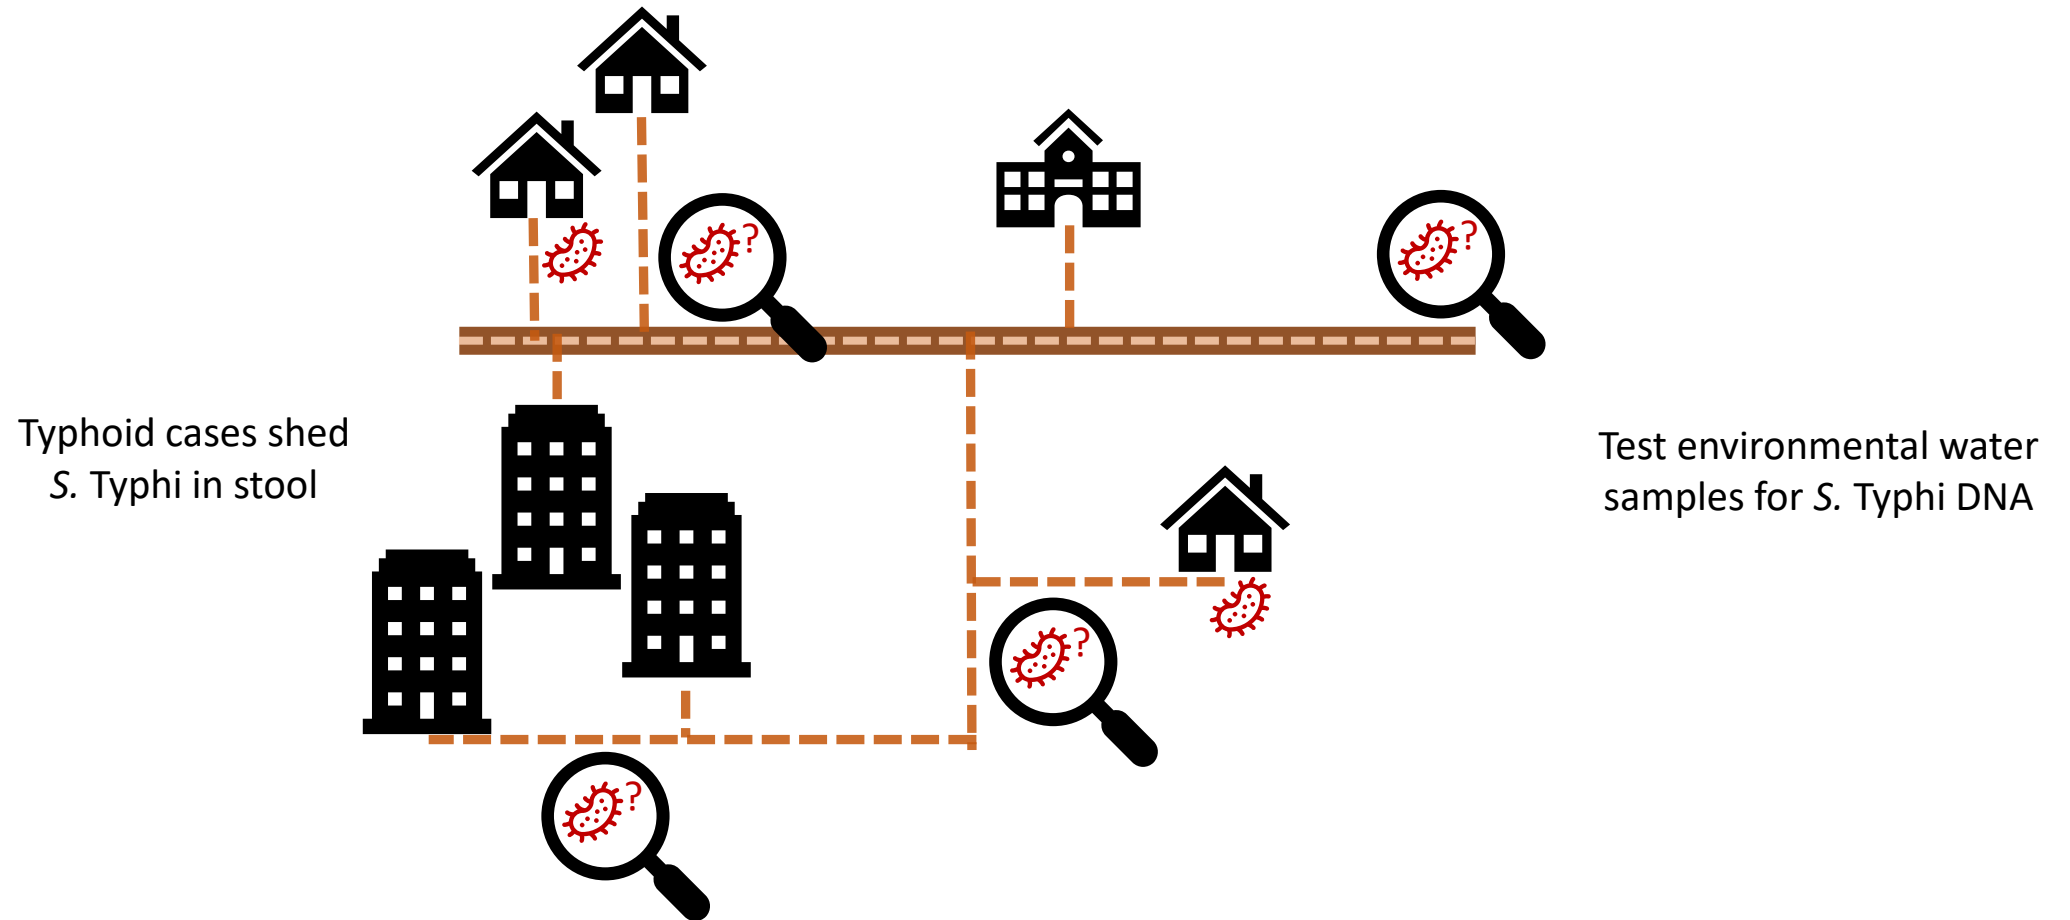 Typhoid cases shed
S. Typhi in stool
?
?
?
?
Test environmental water
samples for S. Typhi DNA